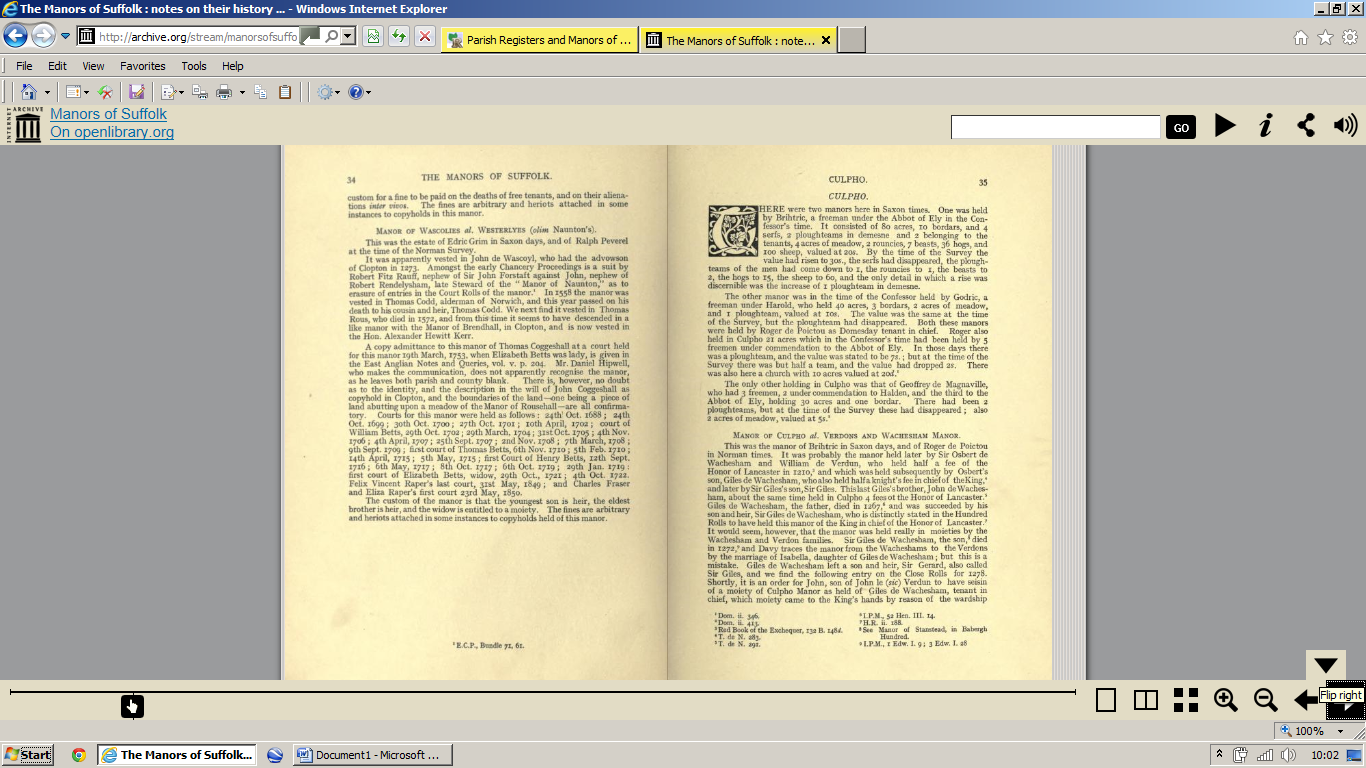 The Manors of Suffolk : notes on their history ... - Windows Internet Explorer
http://archive.org/stream/manorsofsuffo
Parish Registers and Manors of ...
The Manors of Suffolk : note...
File Edit View Favorites Tools Help
INTERNET ARCHIVE
Manors of Suffolk
On openlibrary.org
GO
34 THE MANORS OF SUFFOLK.
custom for a fine to be paid on the deaths of free tenants, and on their aliena-
tions inter vivos. The fines are arbitrary and heriots attached in some
instances to copyholds in this manor.
MANOR OF WASCOLIES al. WESTERLYES (olim NAUNTON'S).
This was the estate of Edric Grim in Saxon days, and of Ralph Peverel
at the time of the Norman Survey.
It was apparently vested in John de Wascoyl, who had the advowson
of Clopton in 1273. Amongst the early Chancery Proceedings is a suit by
Robert Fitz Rauff, nephew of Sir John Forstaft against John, nephew of
Robert Rendelysham, late Steward of the "Manor of Naunton," as to
erasure of entries in the Court Rolls of the manor.¹ In 1558 the manor was
vested in Thomas Codd, alderman of Norwich, and this year passed on his
death to his cousin and heir, Thomas Codd. We next find it vested in Thomas
Rous, who died in 1572, and from this time it seems to have descended in a
like manor with the Manor of Brendhall, in Clopton, and is now vested in
the Hon. Alexander Hewitt Kerr.
A copy admittance to this manor of Thomas Coggeshall at a court held
for this manor 19th March, 1753, when Elizabeth Betts was lady, is given in
the East Anglian Notes and Queries, vol. v. p. 204. Mr. Daniel Hipwell,
who makes the communication, does not apparently recognise the manor,
as he leaves both parish and county blank. There is, however, no doubt
as to the identity, and the description in the will of John Coggeshall as
copyhold in Clopton, and the boundaries of the land—one being a piece of
land abutting upon a meadow of the Manor of Rousehall—are all confirma-
tory. Courts for this manor were held as follows : 24th Oct. 1688 ; 24th
Oct. 1699 ; 30th Oct. 1700 ; 27th Oct. 1701 ; 10th April, 1702 ; court of
William Betts, 29th Oct. 1702 ; 29th March, 1704 ; 31st Oct. 1705 ; 4th Nov.
1706 ; 4th April, 1707 ; 25th Sept. 1707 ; 2nd Nov. 1708 ; 7th March, 1708 ;
9th Sept. 1709 ; first court of Thomas Betts, 6th Nov. 1710 ; 5th Feb. 1710 ;
14th April, 1715 ; 5th May, 1715 ; first Court of Henry Betts, 12th Sept.
1716 ; 6th May, 1717 ; 8th Oct. 1717 ; 6th Oct. 1719 ; 29th Jan. 1719 :
first court of Elizabeth Betts, widow, 29th Oct., 1721 ; 4th Oct. 1722.
Felix Vincent Raper's last court, 31st May, 1849 ; and Charles Fraser
and Eliza Raper's first court 23rd May, 1850.
The custom of the manor is that the youngest son is heir, the eldest
brother is heir, and the widow is entitled to a moiety. The fines are arbitrary
and heriots attached in some instances to copyholds held of this manor.
¹ E.C.P., Bundle 71, 61.
CULPHO. 35
CULPHO.
THERE were two manors here in Saxon times. One was held
by Brihtric, a freeman under the Abbot of Ely in the Con-
fessor's time. It consisted of 80 acres, 10 bordars, and 4
serfs, 2 ploughteams in demesne and 2 belonging to the
tenants, 4 acres of meadow, 2 rouncies, 7 beasts, 36 hogs, and
100 sheep, valued at 20s. By the time of the Survey the
value had risen to 30s., the serfs had disappeared, the plough-
teams of the men had come down to 1, the rouncies to 1, the beasts to
2, the hogs to 15, the sheep to 60, and the only detail in which a rise was
discernible was the increase of 1 ploughteam in demesne.
The other manor was in the time of the Confessor held by Godric, a
freeman under Harold, who held 40 acres, 3 bordars, 2 acres of meadow,
and 1 ploughteam, valued at 10s. The value was the same at the time
of the Survey, but the ploughteam had disappeared. Both these manors
were held by Roger de Poictou as Domesday tenant in chief. Roger also
held in Culpho 21 acres which in the Confessor's time had been held by 5
freemen under commendation to the Abbot of Ely. In those days there
was a ploughteam, and the value was stated to be 7s. ; but at the time of the
Survey there was but half a team, and the value had dropped 2s. There
was also here a church with 10 acres valued at 20d.¹
The only other holding in Culpho was that of Geoffrey de Magnaville,
who had 3 freemen, 2 under commendation to Halden, and the third to the
Abbot of Ely, holding 30 acres and one bordar. There had been 2
ploughteams, but at the time of the Survey these had disappeared ; also
2 acres of meadow, valued at 5s.²
MANOR OF CULPHO al. VERDONS AND WACHESHAM MANOR.
This was the manor of Brihtric in Saxon days, and of Roger de Poictou
in Norman times. It was probably the manor held later by Sir Osbert de
Wachesham and William de Verdun, who held half a fee of the
Honor of Lancaster in 1210,³ and which was held subsequently by Osbert's
son, Giles de Wachesham, who also held half a knight's fee in chief of the King,⁴
and later by Sir Giles's son, Sir Giles. This last Giles's brother, John de Waches-
ham, about the same time held in Culpho 4 fees of the Honor of Lancaster.⁵
Giles de Wachesham, the father, died in 1267,⁶ and was succeeded by his
son and heir, Sir Giles de Wachesham, who is distinctly stated in the Hundred
Rolls to have held this manor of the King in chief of the Honor of Lancaster.⁷
It would seem, however, that the manor was held really in moieties by the
Wachesham and Verdon families. Sir Giles de Wachesham, the son,⁸ died
in 1272,⁹ and Davy traces the manor from the Wacheshams to the Verdons
by the marriage of Isabella, daughter of Giles de Wachesham ; but this is a
mistake. Giles de Wachesham left a son and heir, Sir Gerard, also called
Sir Giles, and we find the following entry on the Close Rolls for 1278.
Shortly, it is an order for John, son of John le (sic) Verdun to have seisin
of a moiety of Culpho Manor as held of Giles de Wachesham, tenant in
chief, which moiety came to the King's hands by reason of the wardship
¹ Dom. ii. 346.
² Dom. ii. 413.
³ Red Book of the Exchequer, 132 B. 148d.
⁴ T. de N. 283.
⁵ T. de N. 291.
⁶ I.P.M., 52 Hen. III. 14.
⁷ H.R. ii. 188.
⁸ See Manor of Stanstead, in Babergh
Hundred.
⁹ I.P.M., 1 Edw. I. 9 ; 3 Edw. I. 28
Flip right
100%
Start
The Manors of Suffolk...
Document1 - Microsoft ...
10:02